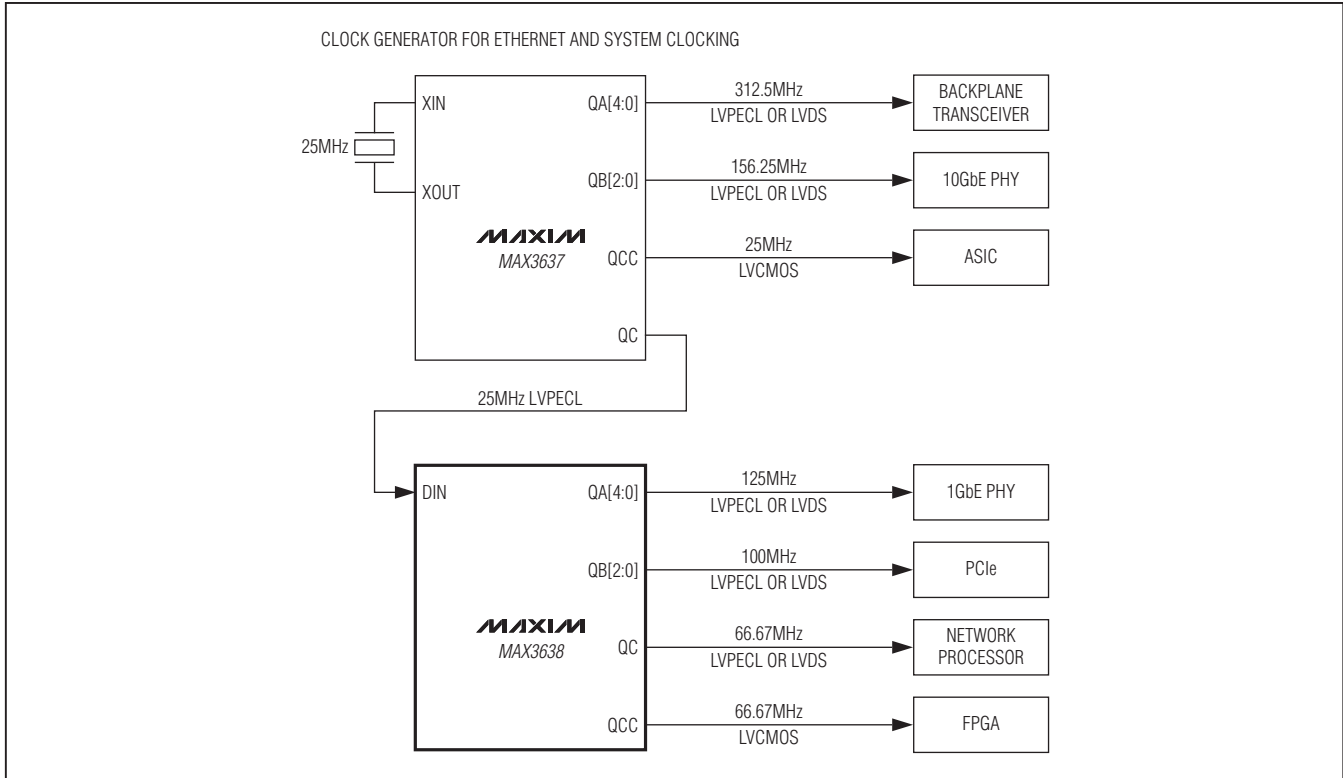 CLOCK GENERATOR FOR ETHERNET AND SYSTEM CLOCKING
XIN
XOUT
25MHz
MAXIM
MAX3637
QA[4:0]
312.5MHz
LVPECL OR LVDS
BACKPLANE
TRANSCEIVER
QB[2:0]
156.25MHz
LVPECL OR LVDS
10GbE PHY
QCC
25MHz
LVCMOS
ASIC
QC
25MHz LVPECL
DIN
MAXIM
MAX3638
QA[4:0]
125MHz
LVPECL OR LVDS
1GbE PHY
QB[2:0]
100MHz
LVPECL OR LVDS
PCIe
QC
66.67MHz
LVPECL OR LVDS
NETWORK
PROCESSOR
QCC
66.67MHz
LVCMOS
FPGA